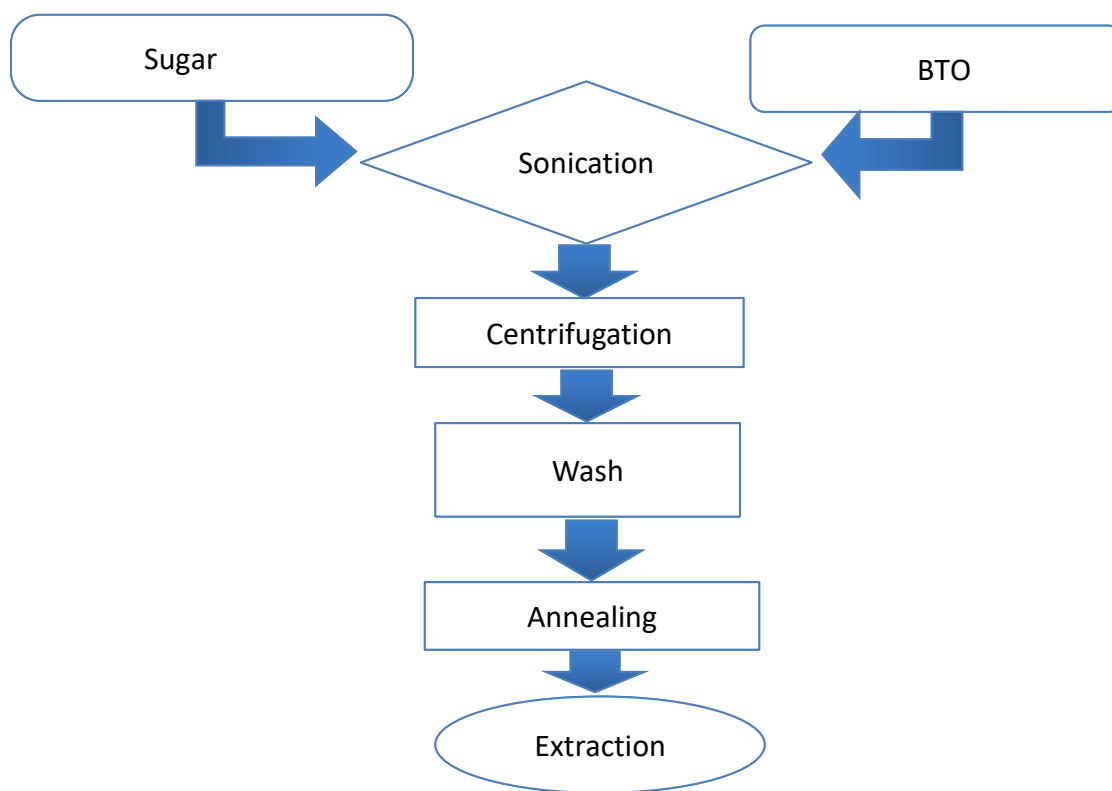 Sugar
BTO
Sonication
Centrifugation
Wash
Annealing
Extraction